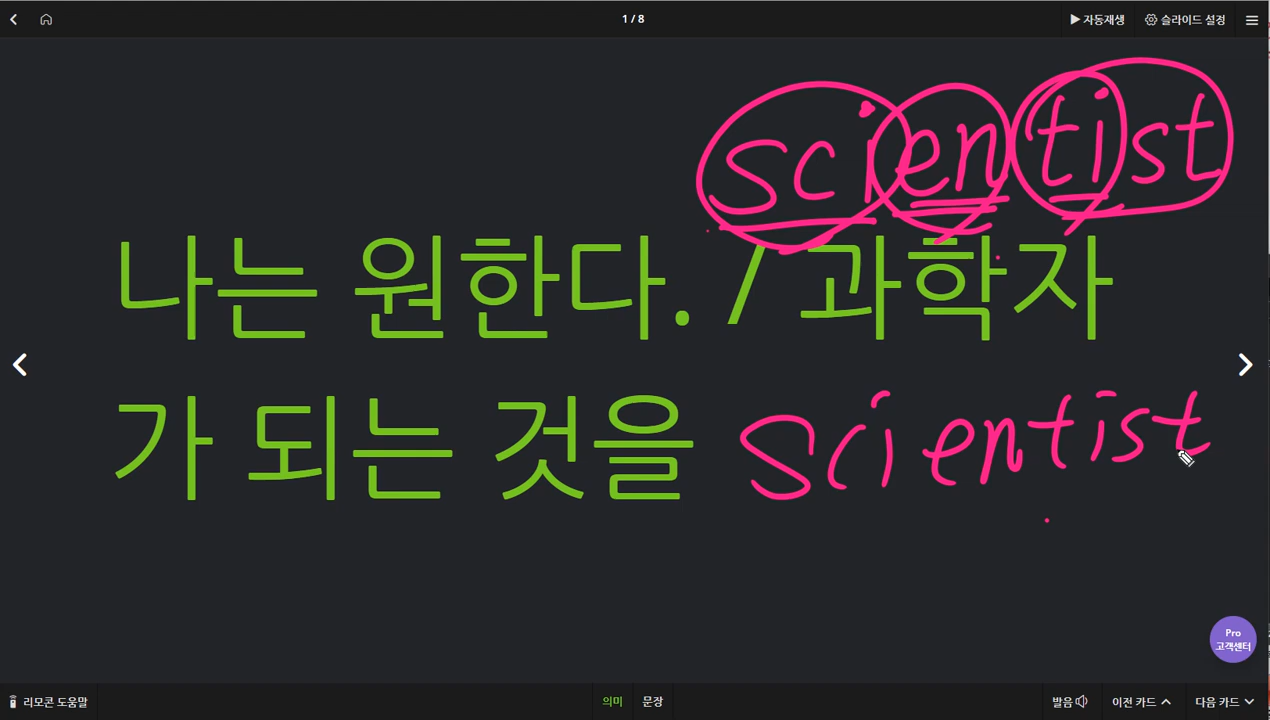 1 / 8
자동재생
슬라이드 설정
scientist
나는 원한다. / 과학자
가 되는 것을
scientist
Pro
고객센터
리모콘 도움말
의미
문장
발음
이전 카드
다음 카드